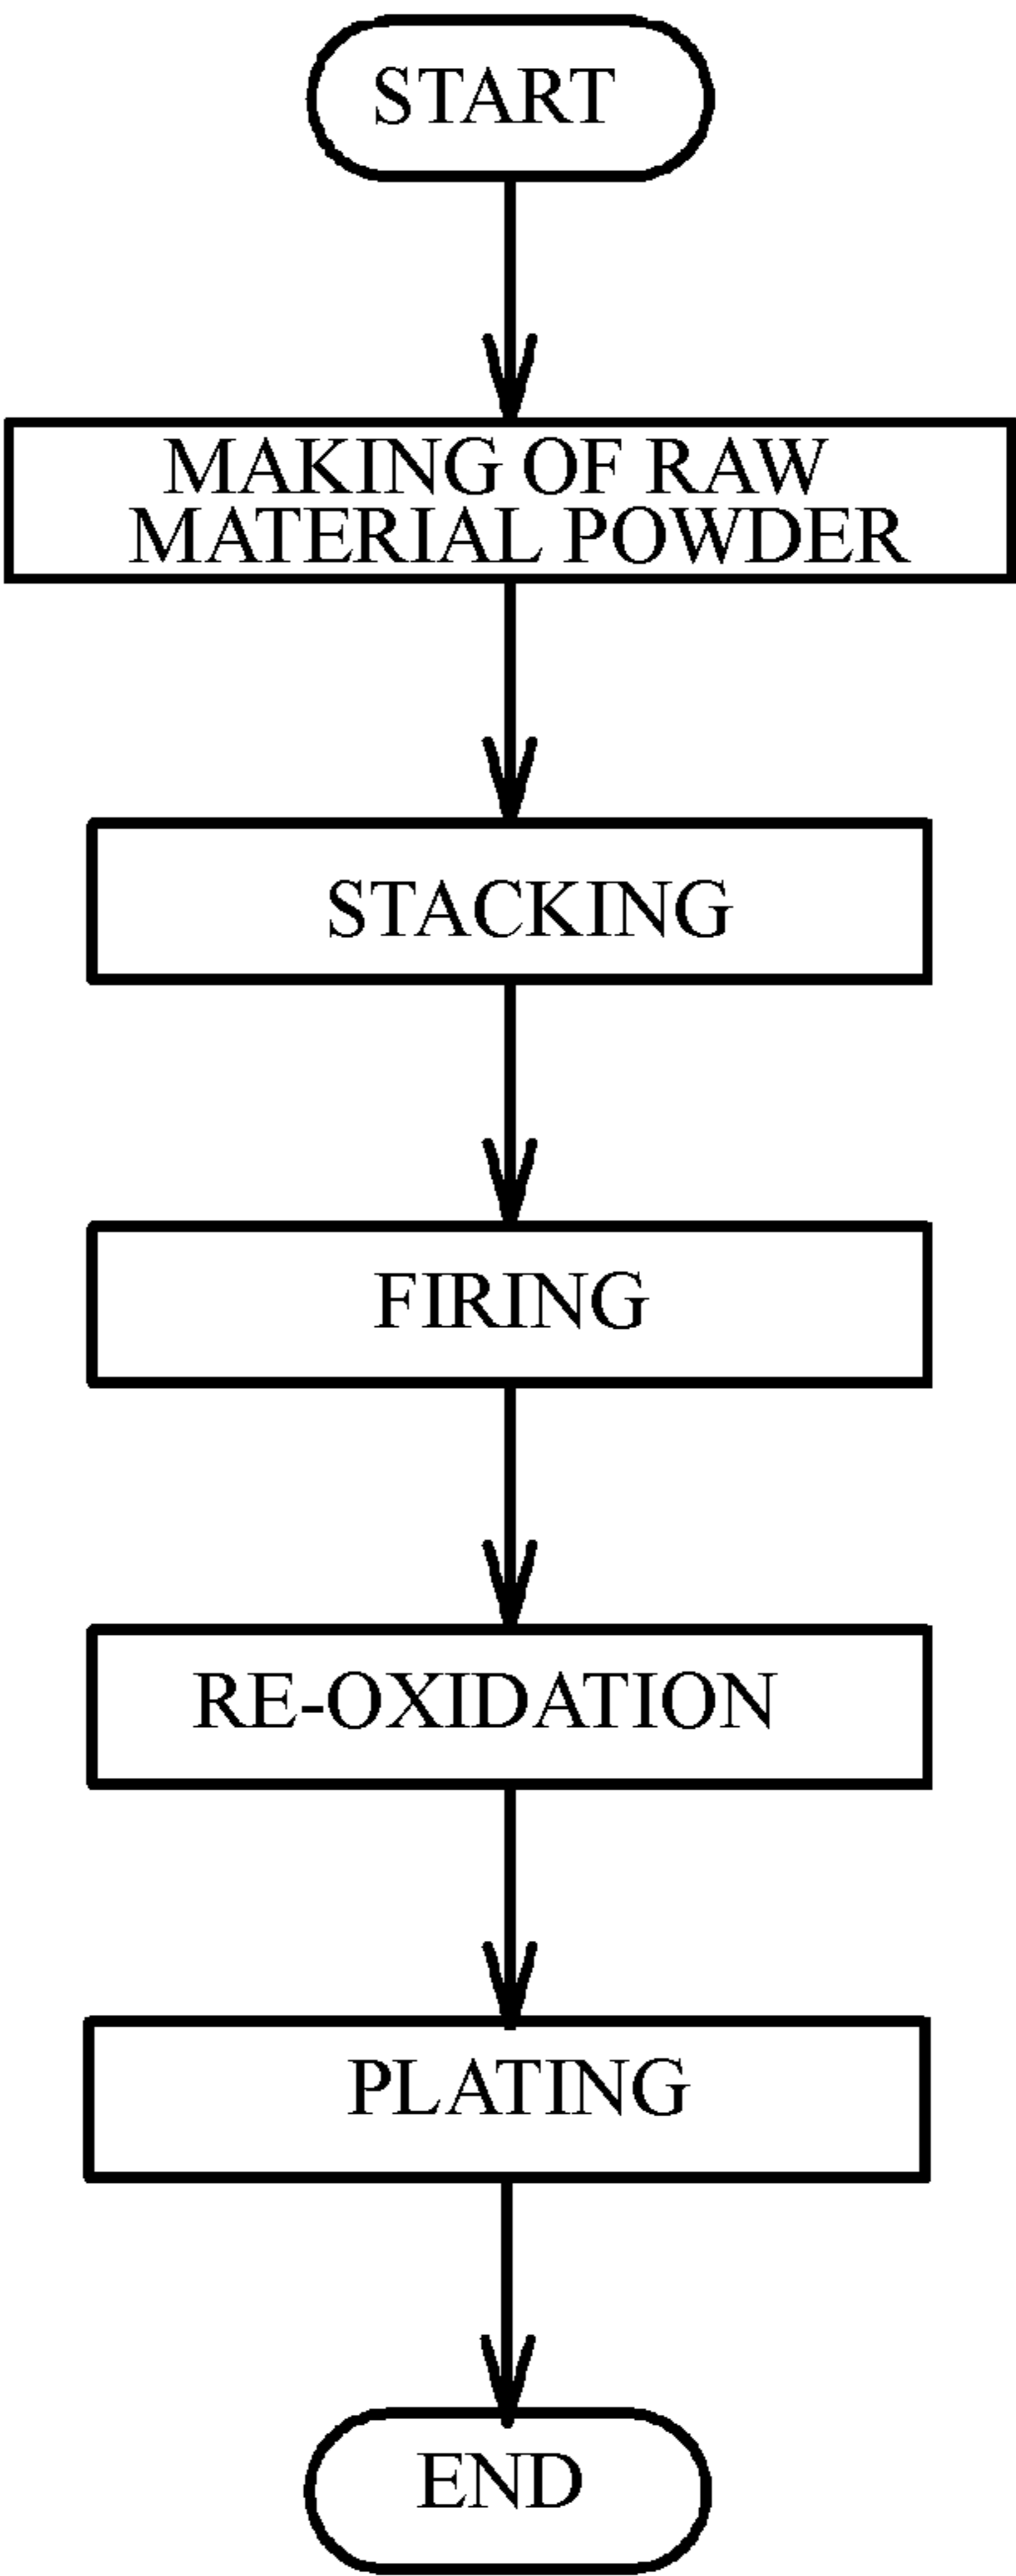 START
MAKING OF RAW
MATERIAL POWDER
STACKING
FIRING
RE-OXIDATION
PLATING
END